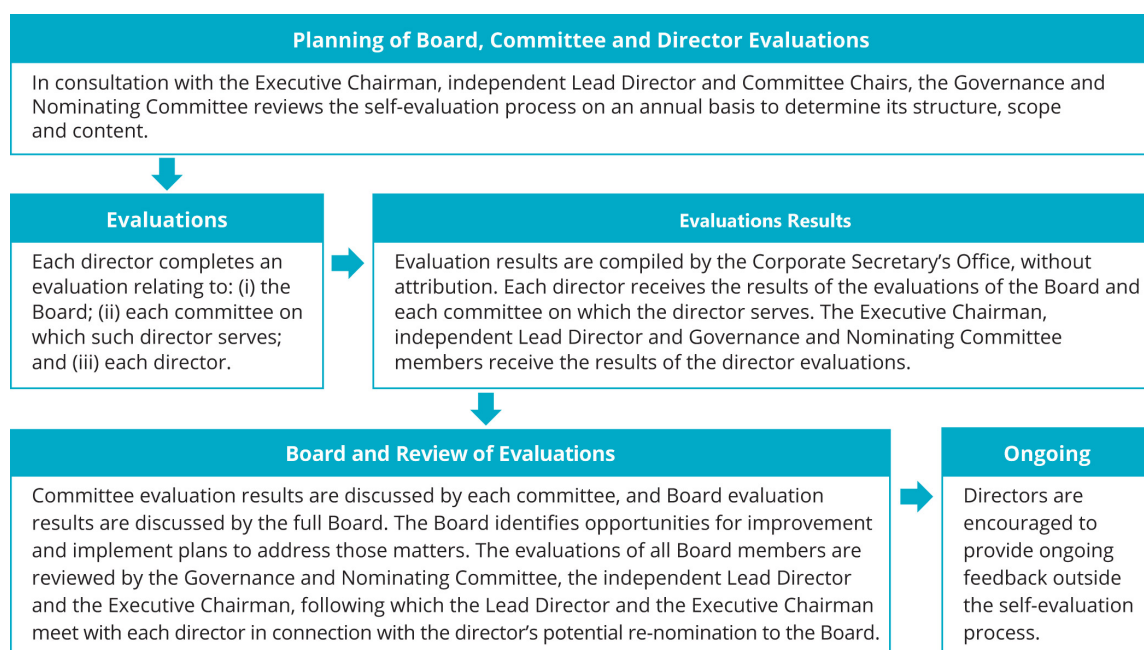 Planning of Board, Committee and Director Evaluations
In consultation with the Executive Chairman, independent Lead Director and Committee Chairs, the Governance and
Nominating Committee reviews the self-evaluation process on an annual basis to determine its structure, scope
and content.
Evaluations
Each director completes an
evaluation relating to: (i) the
Board; (ii) each committee on
which such director serves;
and (iii) each director.
Evaluations Results
Evaluation results are compiled by the Corporate Secretary’s Office, without
attribution. Each director receives the results of the evaluations of the Board and
each committee on which the director serves. The Executive Chairman,
independent Lead Director and Governance and Nominating Committee
members receive the results of the director evaluations.
Board and Review of Evaluations
Committee evaluation results are discussed by each committee, and Board evaluation
results are discussed by the full Board. The Board identifies opportunities for improvement
and implement plans to address those matters. The evaluations of all Board members are
reviewed by the Governance and Nominating Committee, the independent Lead Director
and the Executive Chairman, following which the Lead Director and the Executive Chairman
meet with each director in connection with the director’s potential re-nomination to the Board.
Ongoing
Directors are
encouraged to
provide ongoing
feedback outside
the self-evaluation
process.